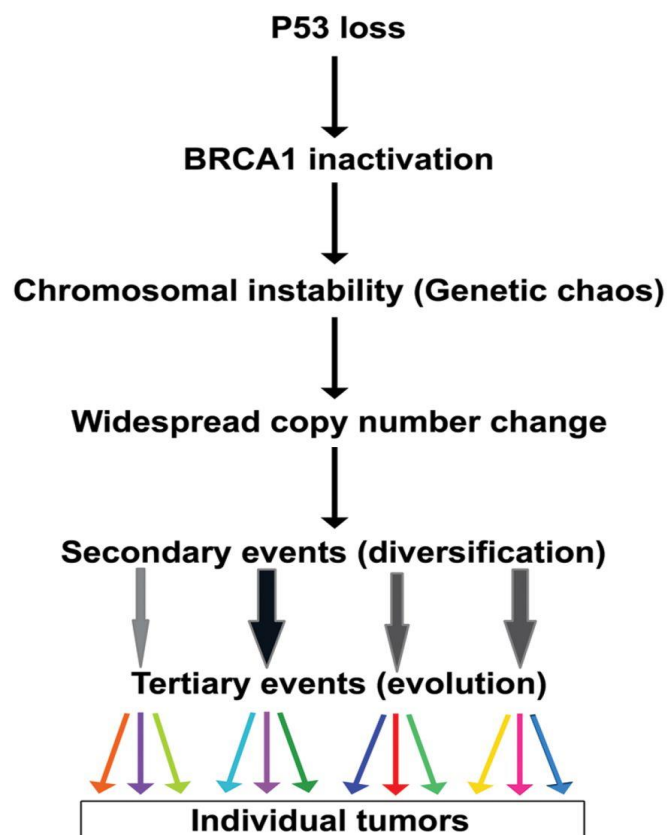 P53 loss
BRCA1 inactivation
Chromosomal instability (Genetic chaos)
Widespread copy number change
Secondary events (diversification)
Tertiary events (evolution)
Individual tumors